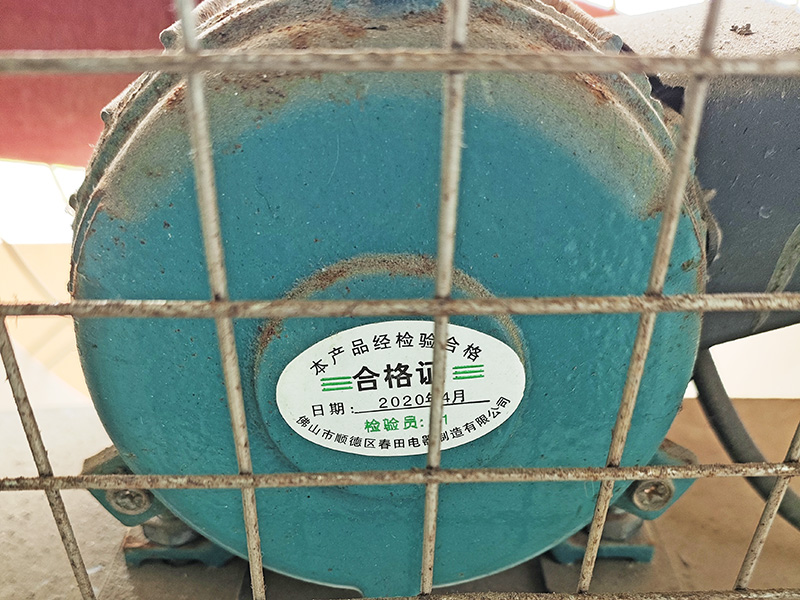 本产品经检验合格
合格证
日期: 2020年4月
检验员: 1
佛山市顺德区春田电器制造有限公司